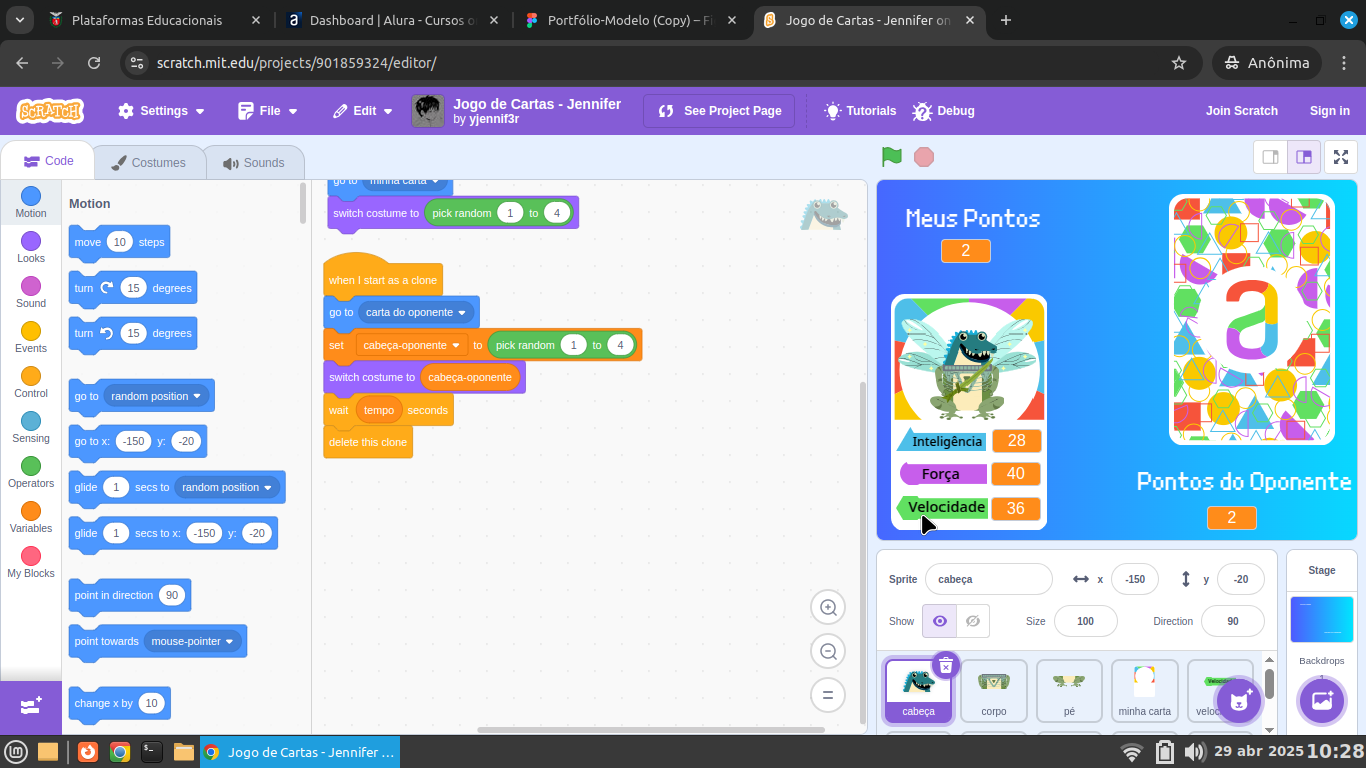 Plataformas Educacionais
Dashboard | Alura - Cursos o
Portfólio-Modelo (Copy) – Fi
Jogo de Cartas - Jennifer on
scratch.mit.edu/projects/901859324/editor/
Anônima
SCRATCH
Settings
File
Edit
Jogo de Cartas - Jennifer
by yjennif3r
See Project Page
Tutorials
Debug
Join Scratch
Sign in
Code
Costumes
Sounds
Motion
Looks
Sound
Events
Control
Sensing
Operators
Variables
My Blocks
Motion
move 10 steps
turn 15 degrees
turn 15 degrees
go to random position
go to x: -150 y: -20
glide 1 secs to random position
glide 1 secs to x: -150 y: -20
point in direction 90
point towards mouse-pointer
change x by 10
go to minha carta
switch costume to pick random 1 to 4
when I start as a clone
go to carta do oponente
set cabeça-oponente to pick random 1 to 4
switch costume to cabeça-oponente
wait tempo seconds
delete this clone
Meus Pontos
2
Inteligência 28
Força 40
Velocidade 36
a
Pontos do Oponente
2
Sprite cabeça x -150 y -20
Show Size 100 Direction 90
cabeça
corpo
pé
minha carta
Velocidade
veloc
Stage
Backdrops
1
Jogo de Cartas - Jennifer ...
29 abr 2025 10:28